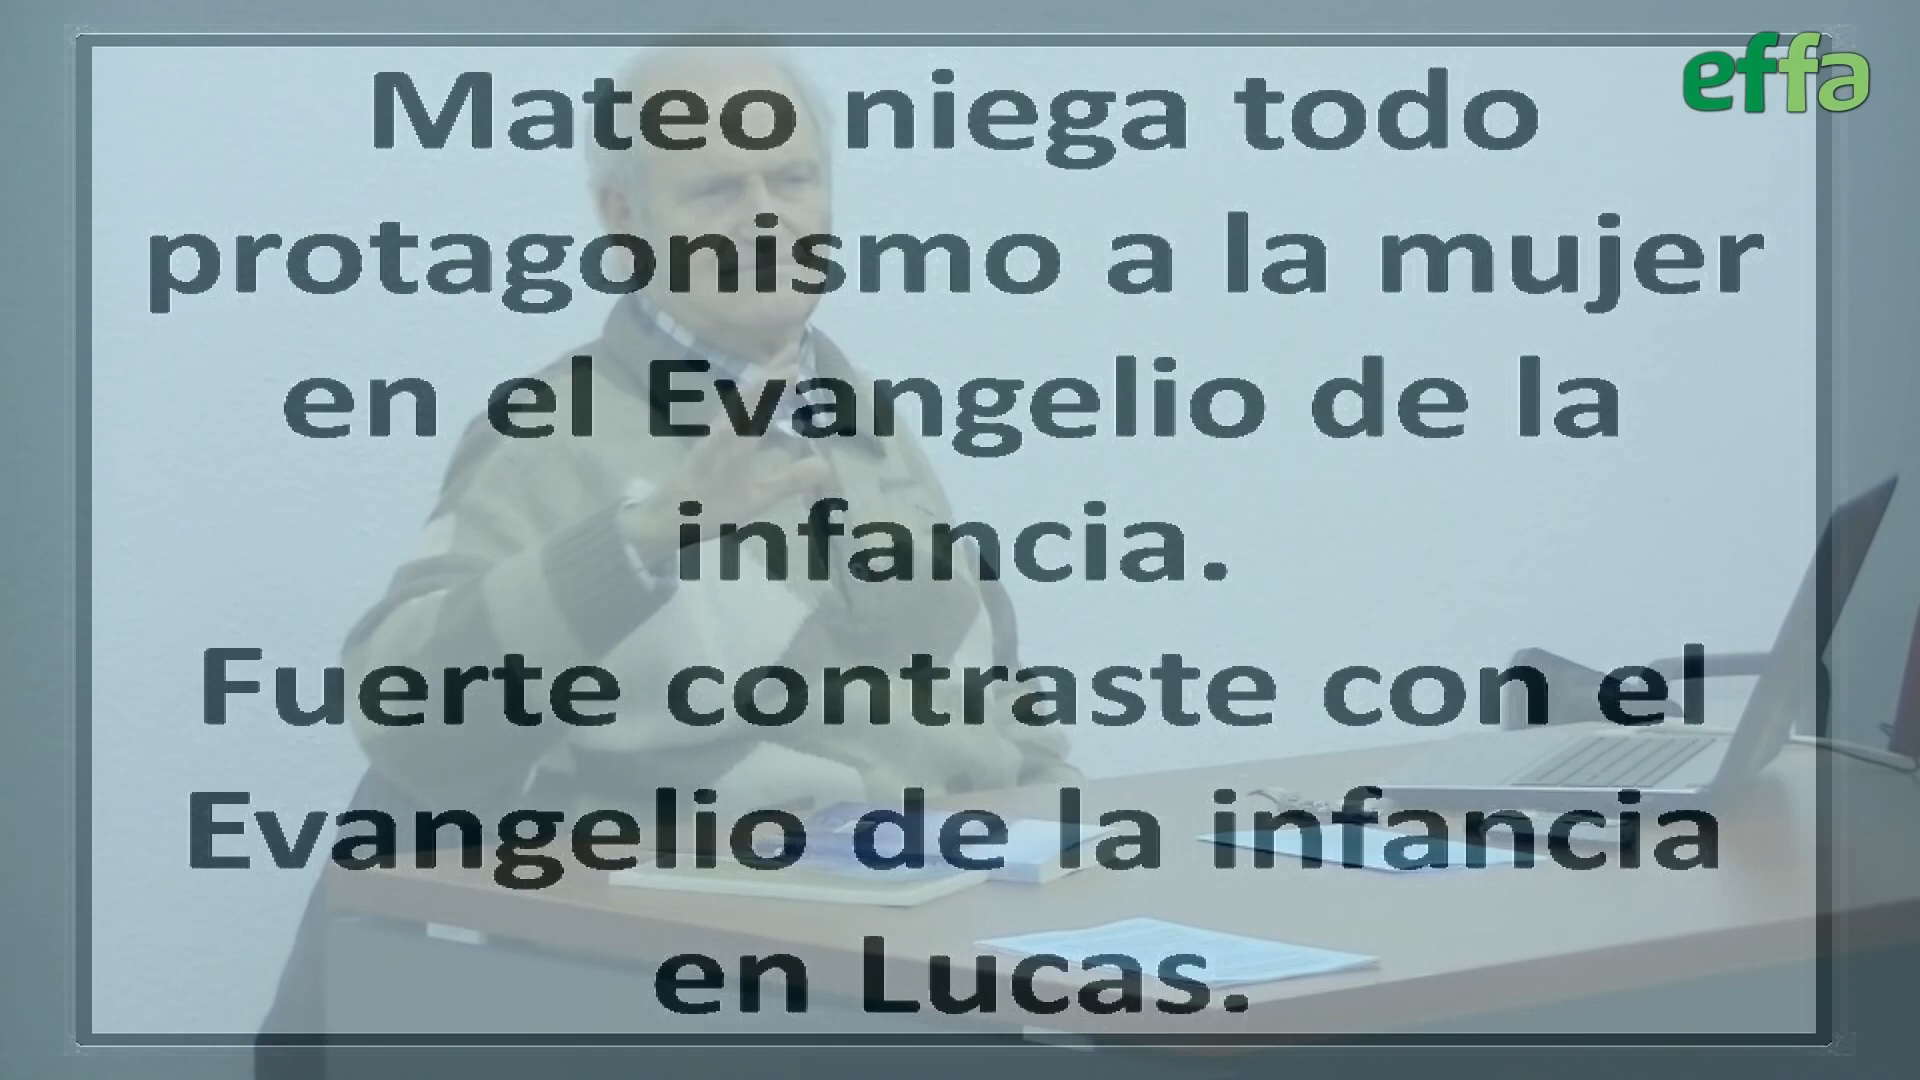 effa
Mateo niega todo
protagonismo a la mujer
en el Evangelio de la
infancia.
Fuerte contraste con el
Evangelio de la infancia
en Lucas.